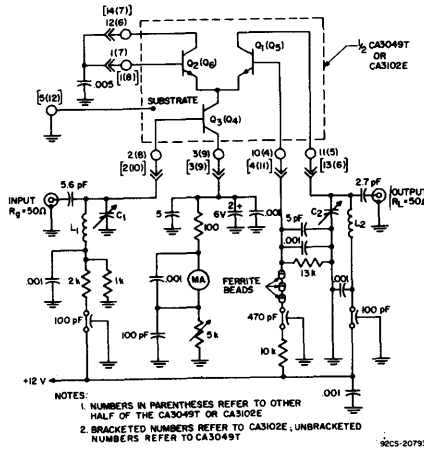 [14(7)]
12(6)
1(7)
[1(8)]
.005
Q2(Q6)
Q1(Q5)
1/2 CA3049T
OR
CA3102E
[5(12)]
SUBSTRATE
Q3(Q4)
2(8)
3(9)
10(4)
11(5)
[3(9)]
[4(11)]
[13(6)]
INPUT
Rg=50Ω
5.6 pF
C1
L1
.001
2k
1k
100 pF
5
100
2
6V
+
.001
.001
MA
100 pF
5k
5 pF
.001
C2
13k
FERRITE
BEADS
470 pF
10k
2.7 pF
OUTPUT
RL=50Ω
L2
.001
100 pF
.001
+12 V
NOTES:
1. NUMBERS IN PARENTHESES REFER TO OTHER
HALF OF THE CA3049T OR CA3102E
2. BRACKETED NUMBERS REFER TO CA3102E; UNBRACKETED
NUMBERS REFER TO CA3049T